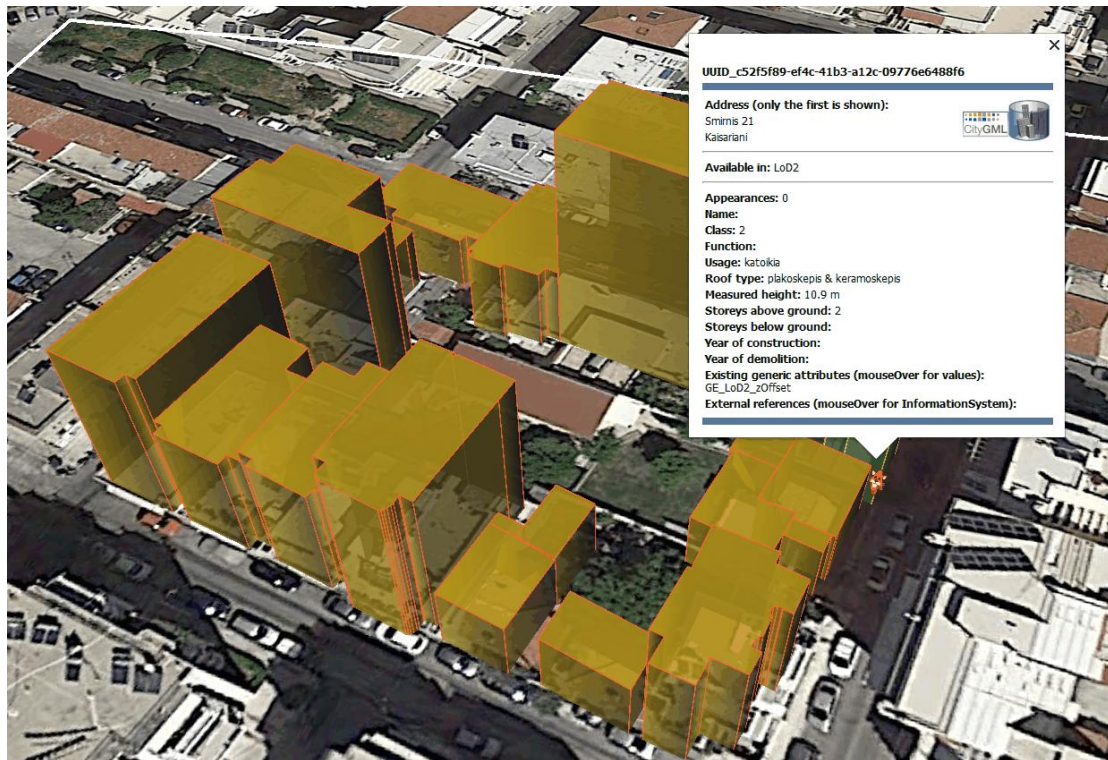 UUID_c52f5f89-ef4c-41b3-a12c-09776e6488f6
Address (only the first is shown):
Smirnis 21
Kaisariani
CityGML
Available in: LoD2
Appearances: 0
Name:
Class: 2
Function:
Usage: katoikia
Roof type: plakoskepis & keramoskepis
Measured height: 10.9 m
Storeys above ground: 2
Storeys below ground:
Year of construction:
Year of demolition:
Existing generic attributes (mouseOver for values):
GE_LoD2_zOffset
External references (mouseOver for InformationSystem):